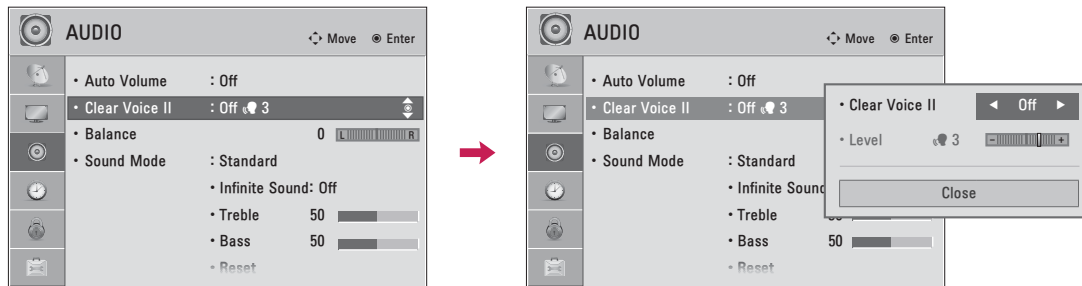 AUDIO
Move Enter
• Auto Volume : Off
• Clear Voice II : Off 3
• Balance 0 L R
• Sound Mode : Standard
• Infinite Sound: Off
• Treble 50
• Bass 50
• Reset
AUDIO
Move Enter
• Auto Volume : Off
• Clear Voice II : Off 3
• Balance
• Sound Mode : Standard
• Infinite Sound
• Treble
• Bass 50
• Reset
• Clear Voice II ◄ Off ►
• Level 3 - +
Close